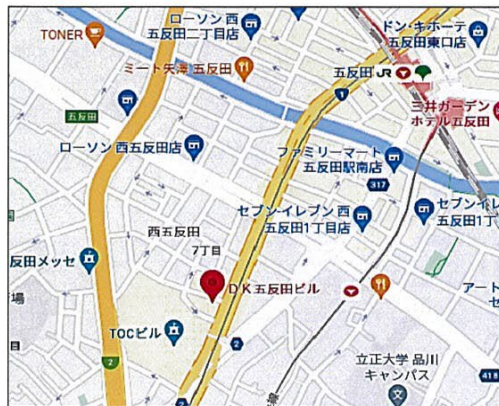 ローソン 西
五反田二丁目店
ドン・キホーテ
五反田東口店
TONER
ミート矢澤 五反田
五反田 JR
三井ガーデン
ホテル五反田
1
五反田
ローソン 西五反田店
ファミリーマート
五反田駅南店
317
セブン-イレブン 西
五反田1丁目店
セブン-イ
五反田1丁
西五反田
7丁目
反田メッセ
場
DK五反田ビル
アート
セ
目
TOCビル
2
2
立正大学 品川
キャンパス
418
2
線